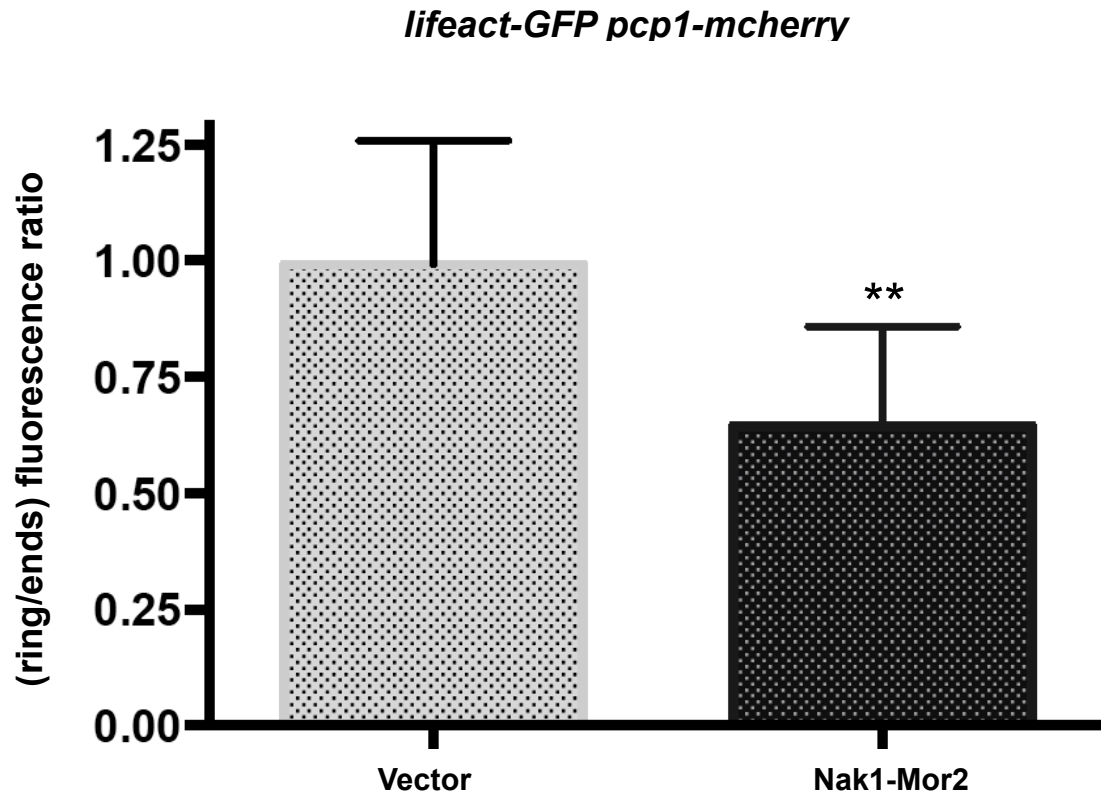 lifeact-GFP pcp1-mcherry
(ring/ends) fluorescence ratio
1.25
1.00
0.75
0.50
0.25
0.00
**
Vector
Nak1-Mor2